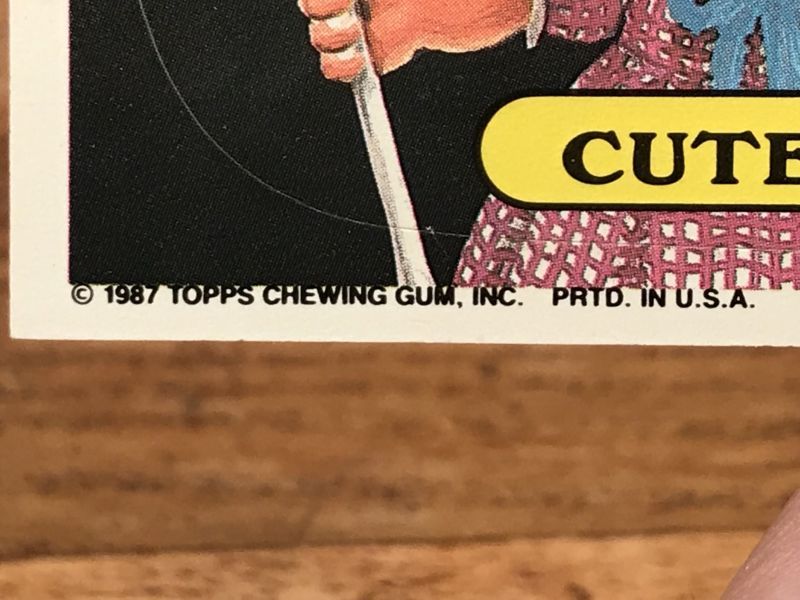 CUTE
© 1987 TOPPS CHEWING GUM, INC. PRTD. IN U.S.A.